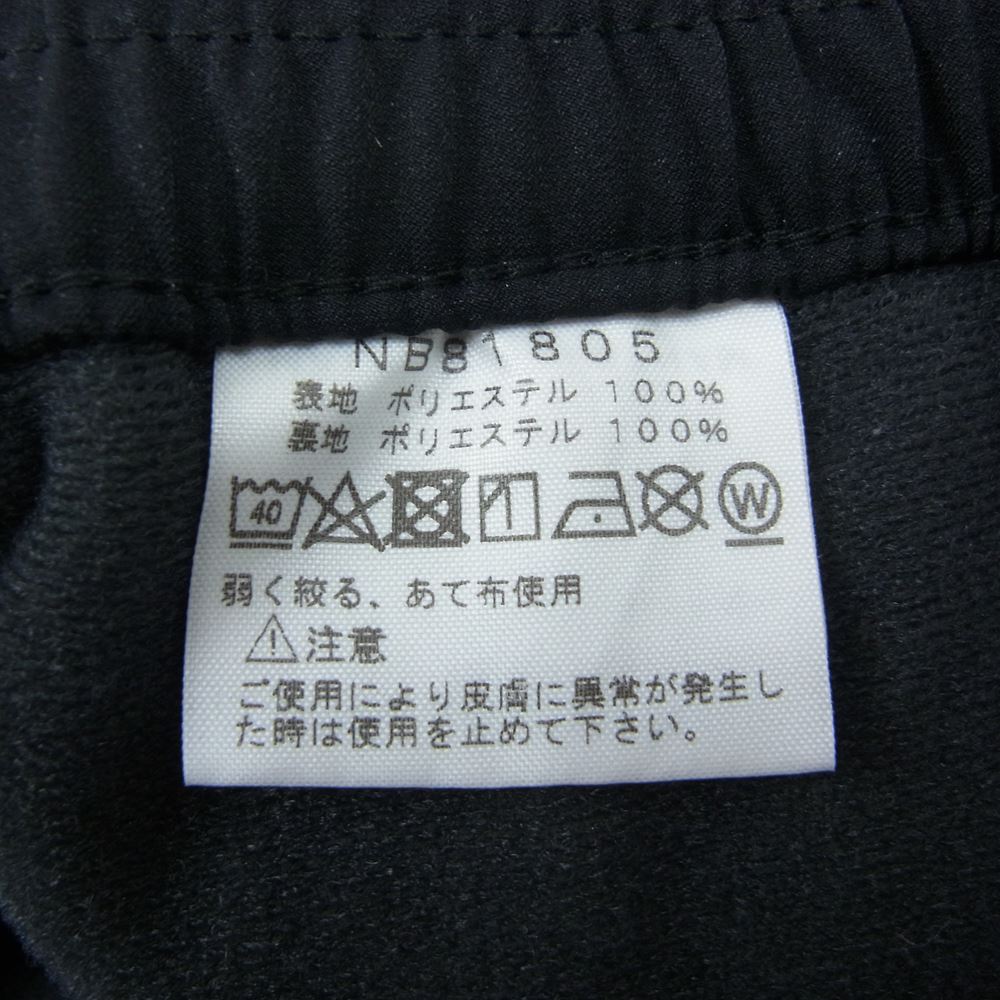 NB81805
表地 ポリエステル 100%
裏地 ポリエステル 100%
40 W
弱く絞る、あて布使用
注意
ご使用により皮膚に異常が発生し
た時は使用を止めて下さい。